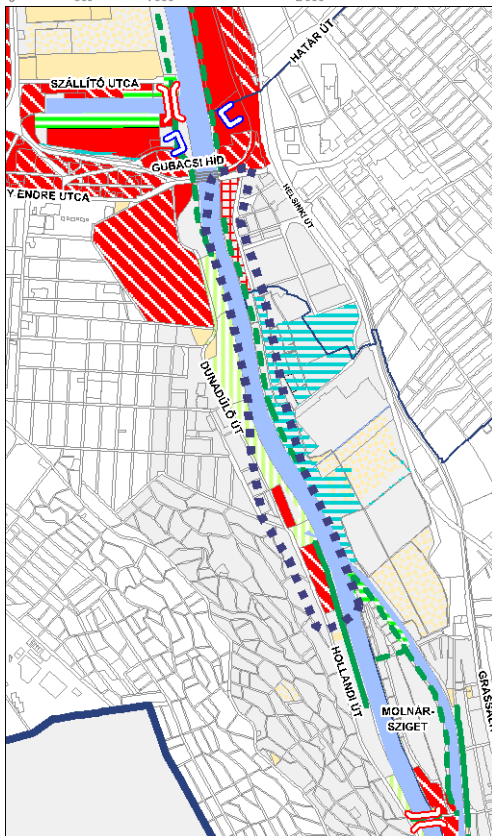 HATÁR ÚT
SZÁLLÍTÓ UTCA
GUBACSI HÍD
Y ENDRE UTCA
HELSINKI ÚT
DUNADŰLŐ ÚT
HOLLANDI ÚT
MOLNÁR-
SZIGET
GRASSALK